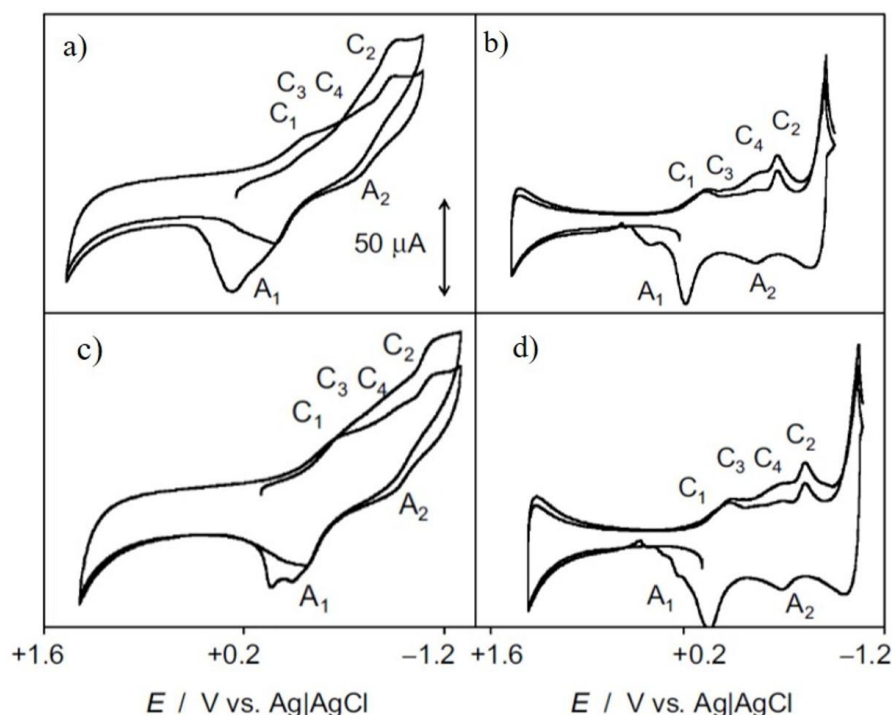 a)
C₂
C₃ C₄
C₁
A₂
50 µA
A₁
b)
C₂
C₄
C₁ C₃
A₁
A₂
c)
C₂
C₃ C₄
C₁
A₂
A₁
d)
C₂
C₃ C₄
C₁
A₁
A₂
+1.6 +0.2 −1.2 +1.6 +0.2 −1.2
E / V vs. Ag|AgCl E / V vs. Ag|AgCl